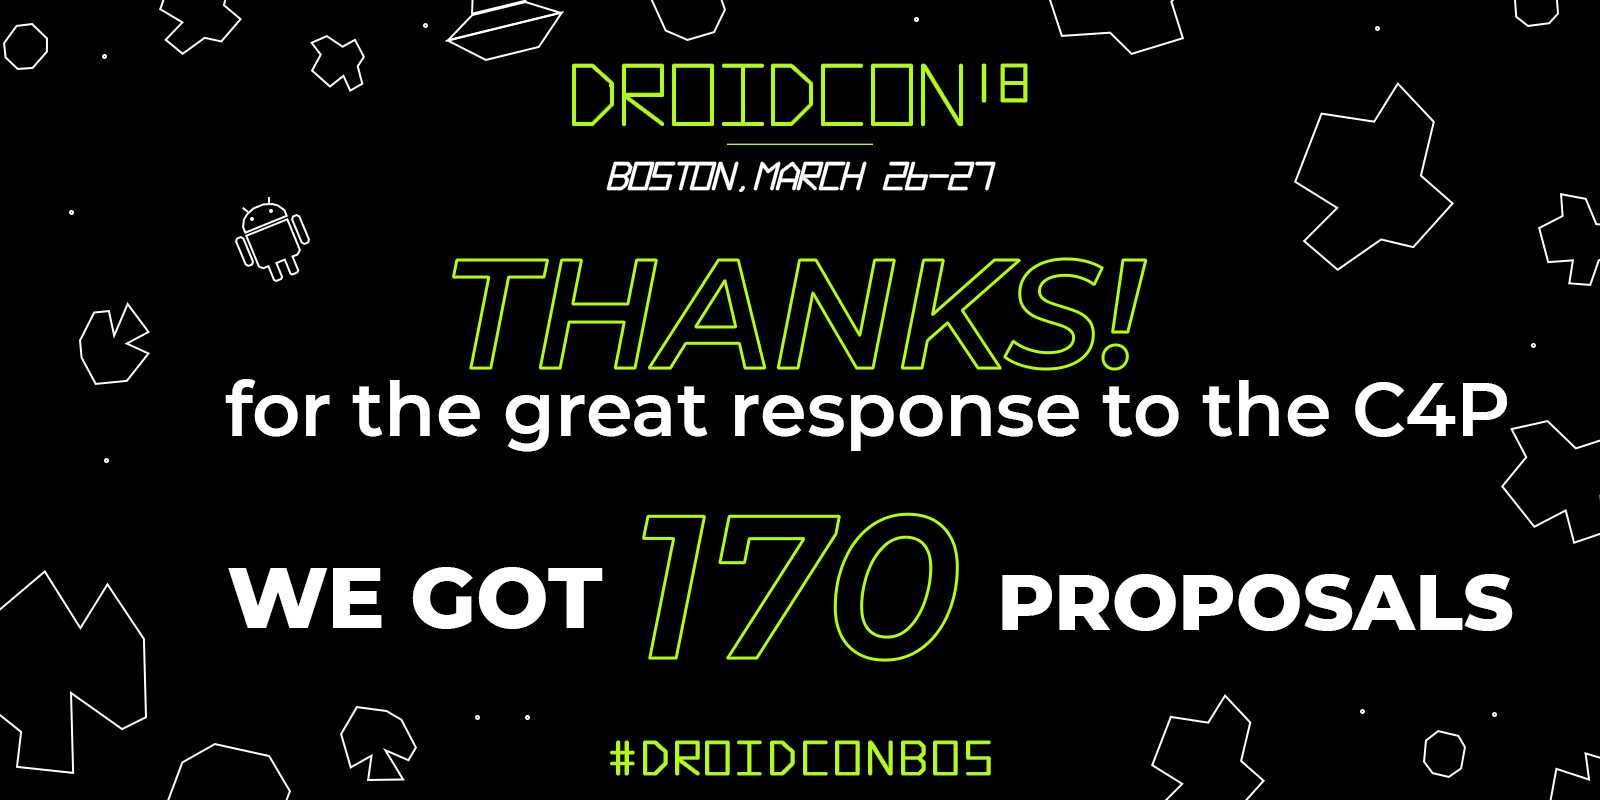 DROIDCON'18
BOSTON, MARCH 26-27
THANKS!
for the great response to the C4P
WE GOT 170 PROPOSALS
#DROIDCONBOS